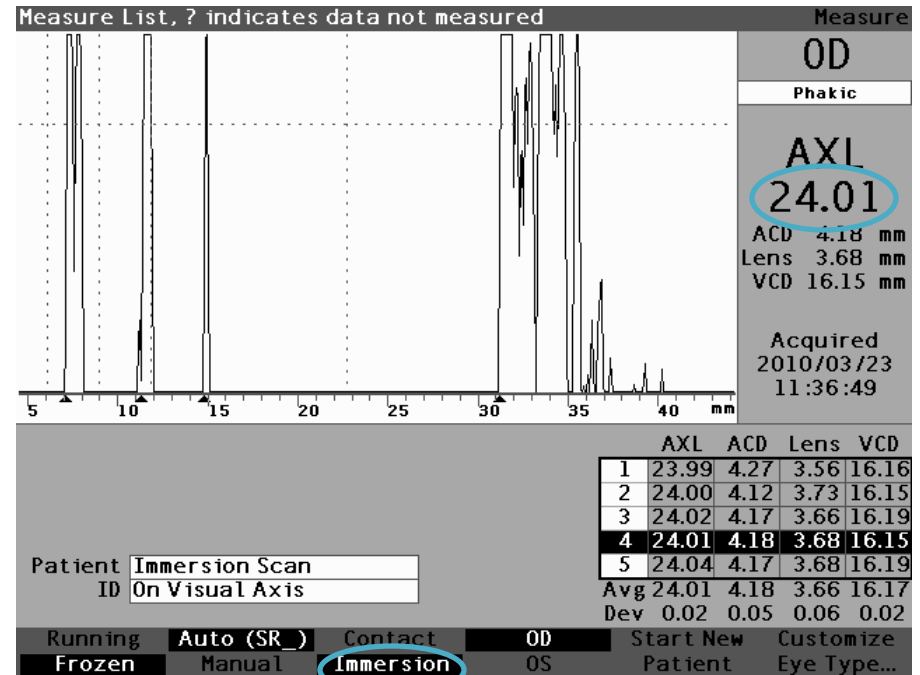 Measure List, ? indicates data not measured Measure
OD
Phakic
AXL
24.01
ACD 4.18 mm
Lens 3.68 mm
VCD 16.15 mm
Acquired
2010/03/23
11:36:49
5 10 15 20 25 30 35 40 mm
AXL ACD Lens VCD
1 23.99 4.27 3.56 16.16
2 24.00 4.12 3.73 16.15
3 24.02 4.17 3.66 16.19
4 24.01 4.18 3.68 16.15
5 24.04 4.17 3.68 16.19
Avg 24.01 4.18 3.66 16.17
Dev 0.02 0.05 0.06 0.02
Patient Immersion Scan
ID On Visual Axis
Running Auto (SR_) Contact OD Start New Customize
Frozen Manual Immersion OS Patient Eye Type...